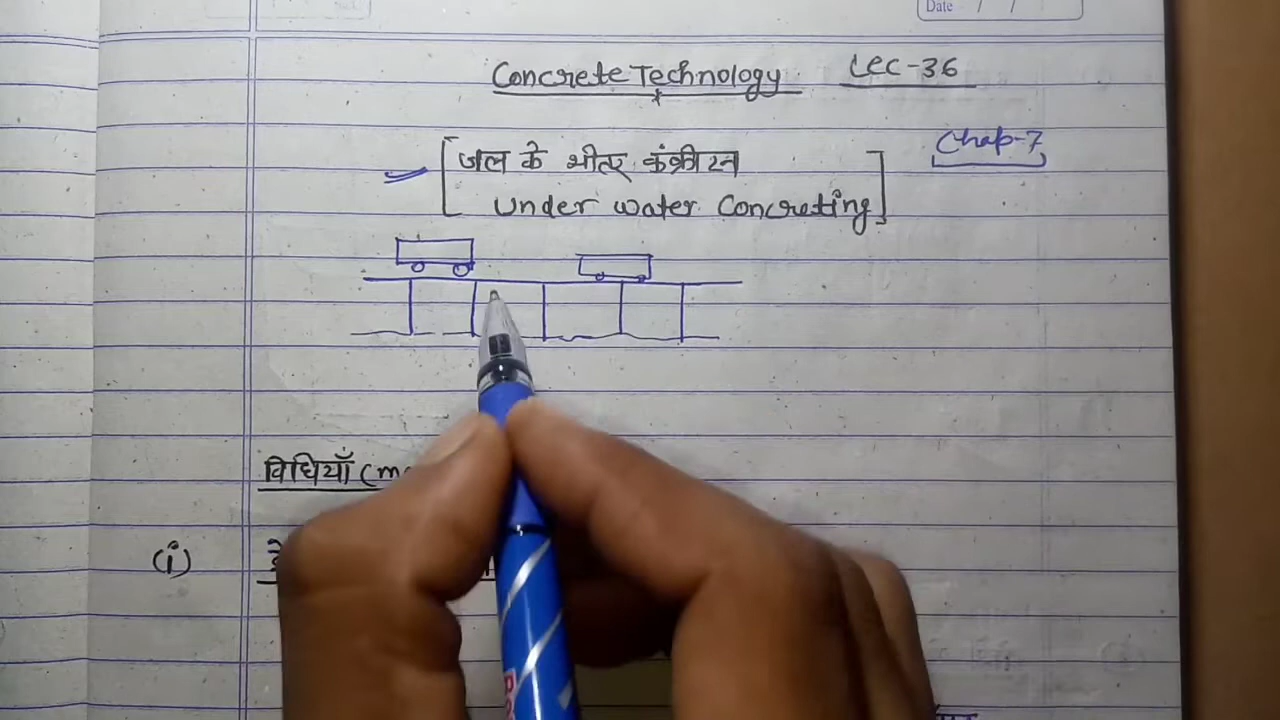 Date / /
Concrete Technology Lec-36
Chap-7
जल के भीतर कंक्रीटन
Under water Concreting
विधियाँ (m
(i)